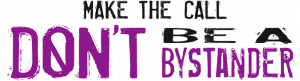 MAKE THE CALL
DON'T BE A
BYSTANDER